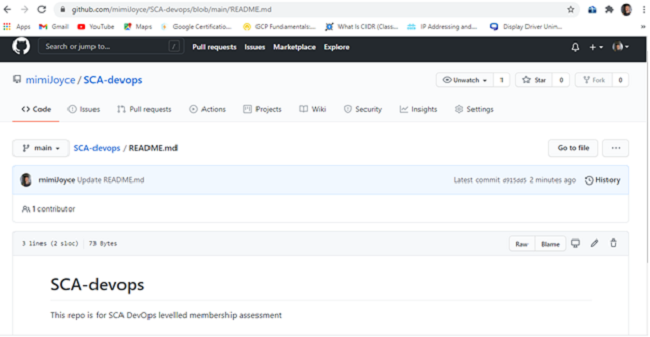 github.com/mimiJoyce/SCA-devops/blob/main/README.md
Apps Gmail YouTube Maps Google Certificatio... GCP Fundamentals:... What Is CIDR (Class... IP Addressing and... Display Driver Unin... »
Search or jump to... / Pull requests Issues Marketplace Explore
mimiJoyce / SCA-devops Unwatch 1 Star 0 Fork 0
<> Code Issues Pull requests Actions Projects Wiki Security Insights Settings
main SCA-devops / README.md Go to file ...
mimiJoyce Update README.md Latest commit 2 minutes ago History
1 contributor
3 lines (2 sloc) 78 Bytes Raw Blame
SCA-devops
This repo is for SCA DevOps levelled membership assessment